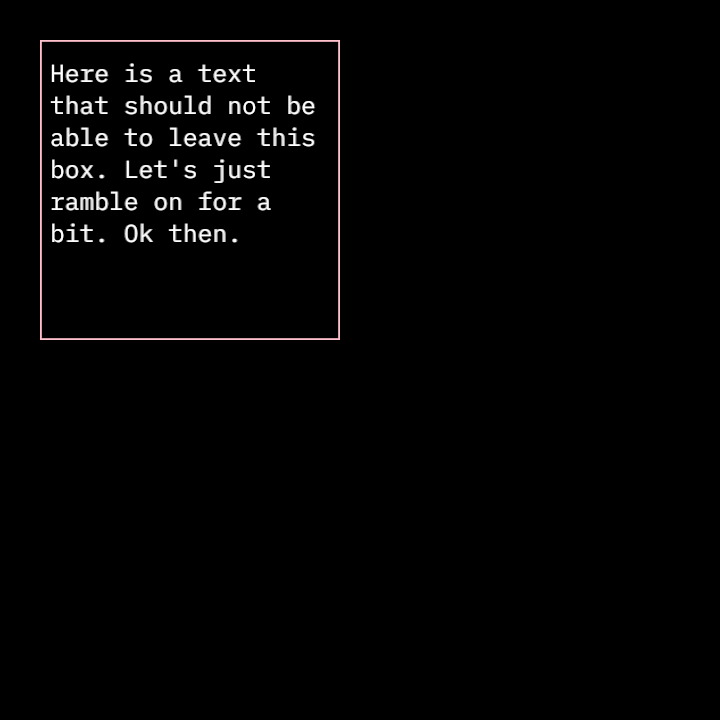 Here is a text
that should not be
able to leave this
box. Let's just
ramble on for a
bit. Ok then.